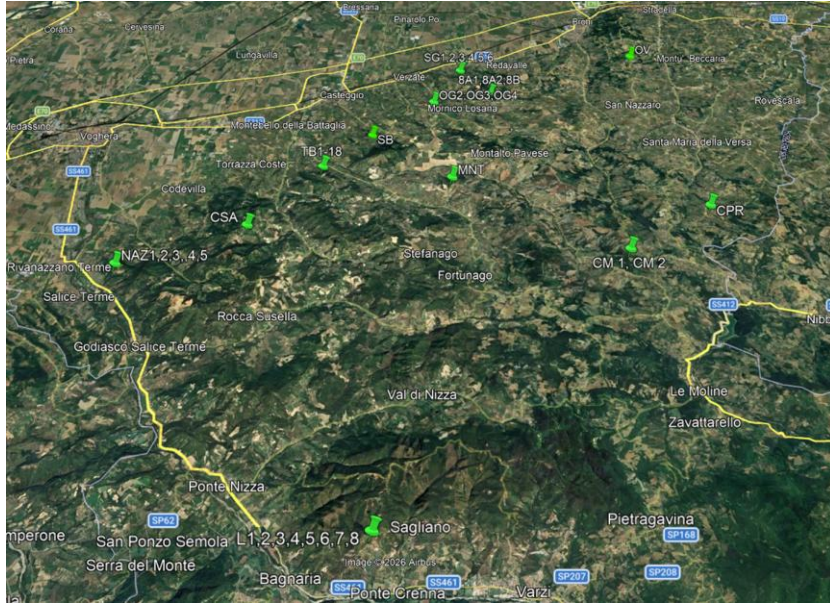 Bressana
Corana
Cervesina
Pinarolo Po
Stradella
Broni
Pietra
Lungavilla
E70
SG1,2,3,4,5,6
Redavalle
OV
Montu' Beccaria
Verzate
8A1,8A2,8B
Casteggio
OG2,OG3,OG4
Mornico Losana
San Nazzaro
Rovescala
E70
Medassino
Voghera
Montebello della Battaglia
SB
Santa Maria della Versa
TB1-18
Torrazza Coste
Montalto Pavese
MNT
SS461
Codevilla
CSA
CPR
SS461
NAZ1,2,3,,4,5
Stefanago
CM 1, CM 2
Rivanazzano Terme
Fortunago
Salice Terme
SS412
Rocca Susella
Godiasco Salice Terme
Val di Nizza
Le Moline
Zavattarello
Ponte Nizza
SP62
Sagliano
Pietragavina
SP168
San Ponzo Semola
L1,2,3,4,5,6,7,8
Serra del Monte
Image © 2026 Airbus
Bagnaria
SS461
SS461
SP207
SP208
Ponte Crenna
Varzi